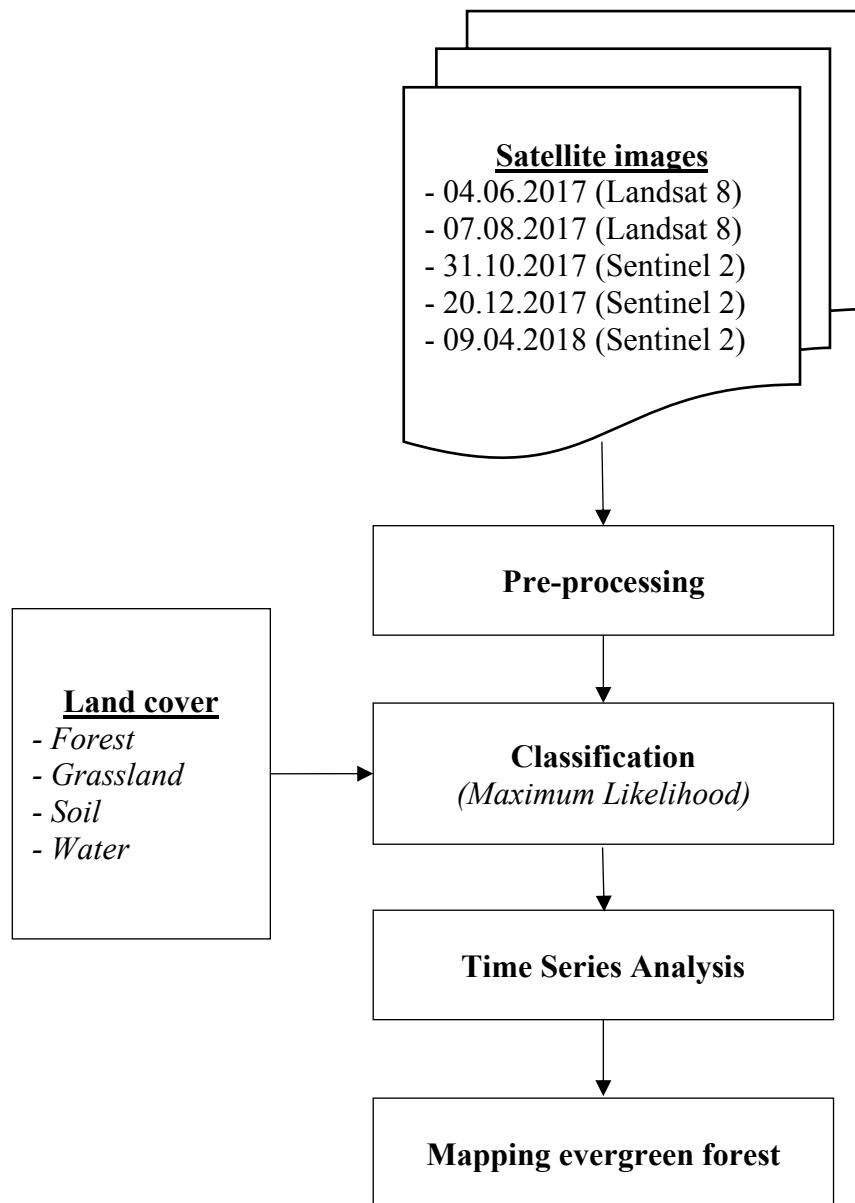 Satellite images
- 04.06.2017 (Landsat 8)
- 07.08.2017 (Landsat 8)
- 31.10.2017 (Sentinel 2)
- 20.12.2017 (Sentinel 2)
- 09.04.2018 (Sentinel 2)
Pre-processing
Land cover
- Forest
- Grassland
- Soil
- Water
Classification
(Maximum Likelihood)
Time Series Analysis
Mapping evergreen forest